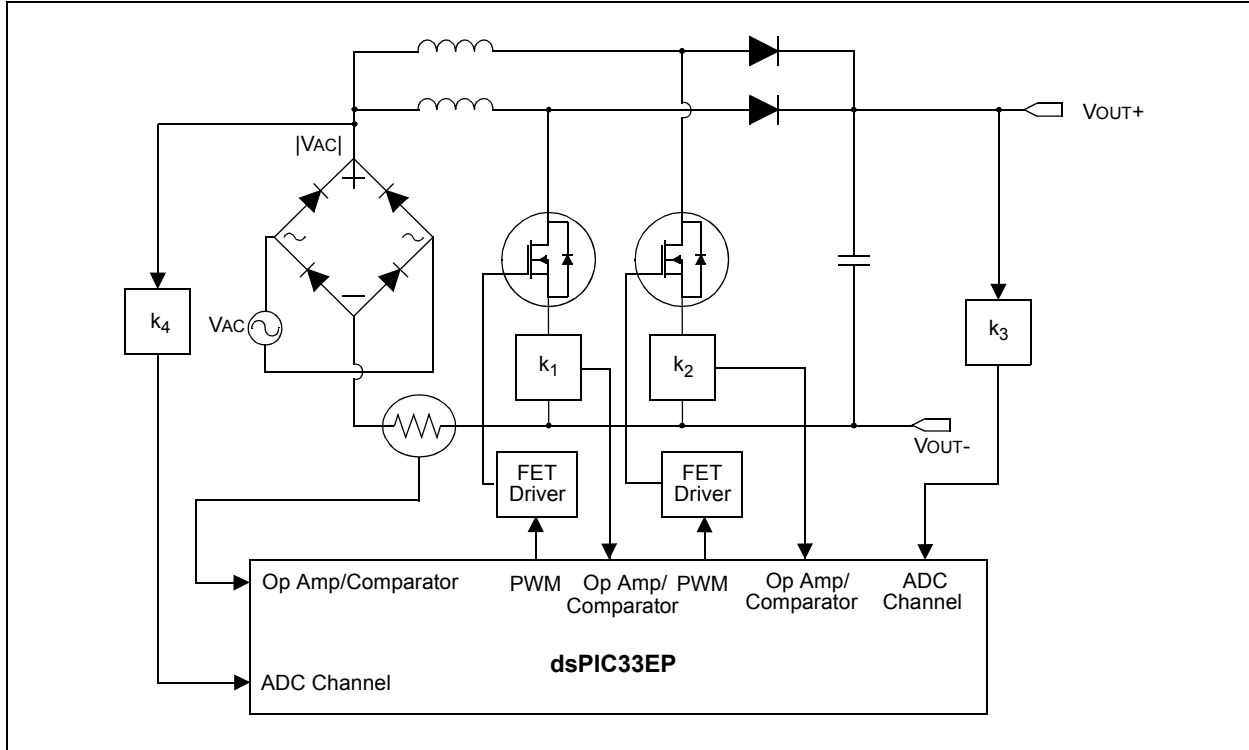 VOUT+
|VAC|
k4
VAC
k1
k2
k3
VOUT-
FET
Driver
FET
Driver
Op Amp/Comparator
PWM
Op Amp/
Comparator
PWM
Op Amp/
Comparator
ADC
Channel
dsPIC33EP
ADC Channel